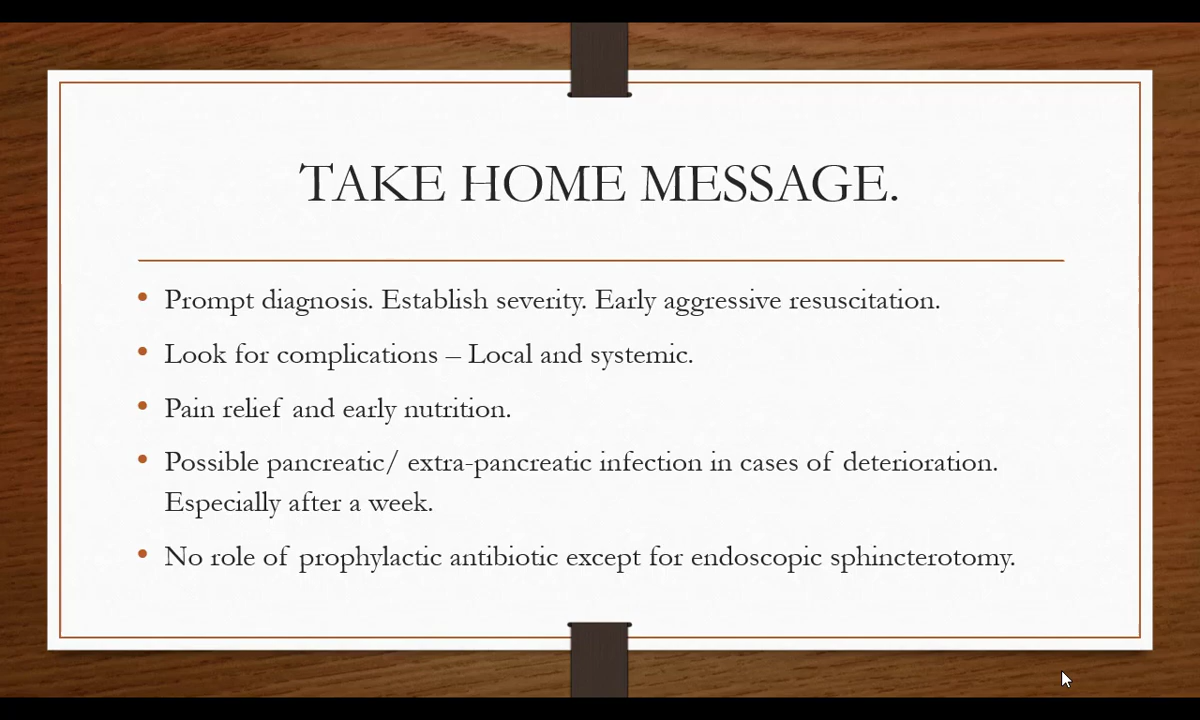 TAKE HOME MESSAGE.
• Prompt diagnosis. Establish severity. Early aggressive resuscitation.
• Look for complications – Local and systemic.
• Pain relief and early nutrition.
• Possible pancreatic/ extra-pancreatic infection in cases of deterioration.
Especially after a week.
• No role of prophylactic antibiotic except for endoscopic sphincterotomy.